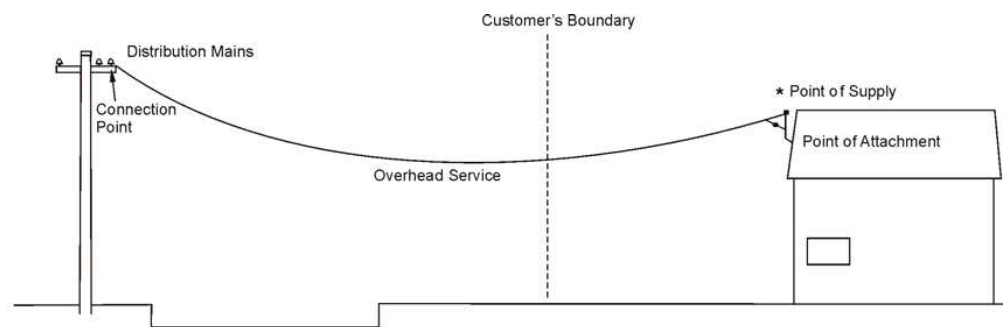 Customer's Boundary
Distribution Mains
Connection
Point
* Point of Supply
Point of Attachment
Overhead Service